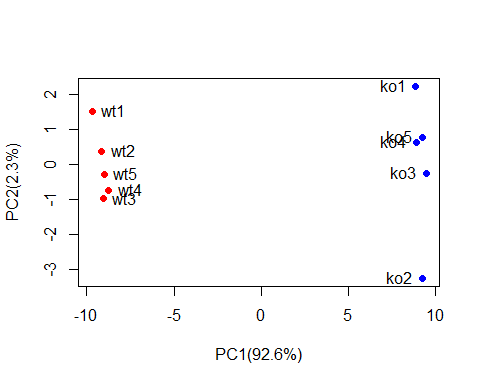 2
1
0
-1
-2
-3
PC2(2.3%)
wt1
wt2
wt5
wt4
wt3
ko1
ko5
ko4
ko3
ko2
-10
-5
0
5
10
PC1(92.6%)